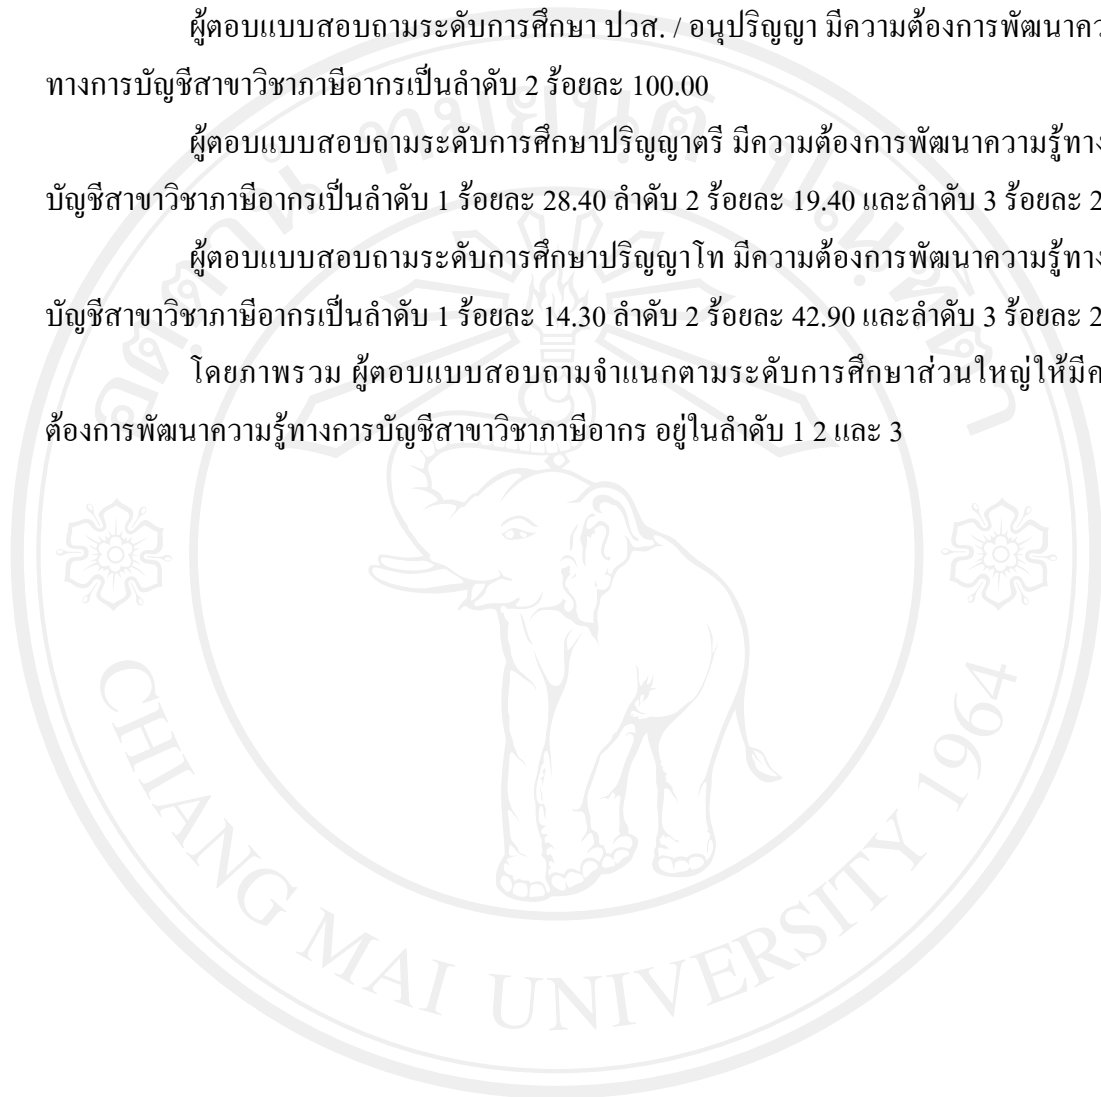 ผู้ตอบแบบสอบถามระดับการศึกษา ปวส. / อนุปริญญา มีความต้องการพัฒนา
ทางการบัญชีสาขาวิชาภาษีอากรเป็นลำดับ 2 ร้อยละ 100.00
ผู้ตอบแบบสอบถามระดับการศึกษาปริญญาตรี มีความต้องการพัฒนาความรู้ทาง
บัญชีสาขาวิชาภาษีอากรเป็นลำดับ 1 ร้อยละ 28.40 ลำดับ 2 ร้อยละ 19.40 และลำดับ 3 ร้อยละ 2
ผู้ตอบแบบสอบถามระดับการศึกษาปริญญาโท มีความต้องการพัฒนาความรู้ทาง
บัญชีสาขาวิชาภาษีอากรเป็นลำดับ 1 ร้อยละ 14.30 ลำดับ 2 ร้อยละ 42.90 และลำดับ 3 ร้อยละ 2
โดยภาพรวม ผู้ตอบแบบสอบถามจำแนกตามระดับการศึกษาส่วนใหญ่ให้มี
ต้องการพัฒนาความรู้ทางการบัญชีสาขาวิชาภาษีอากร อยู่ในลำดับ 1 2 และ 3
อตฺตานํ ทมยนฺติ ปณฺฑิตา
CHIANG MAI UNIVERSITY 1964